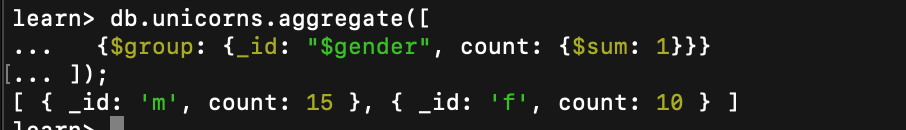 learn> db.unicorns.aggregate([
...   {$group: {_id: "$gender", count: {$sum: 1}}}
[... ]);
[ { _id: 'm', count: 15 }, { _id: 'f', count: 10 } ]
learn>